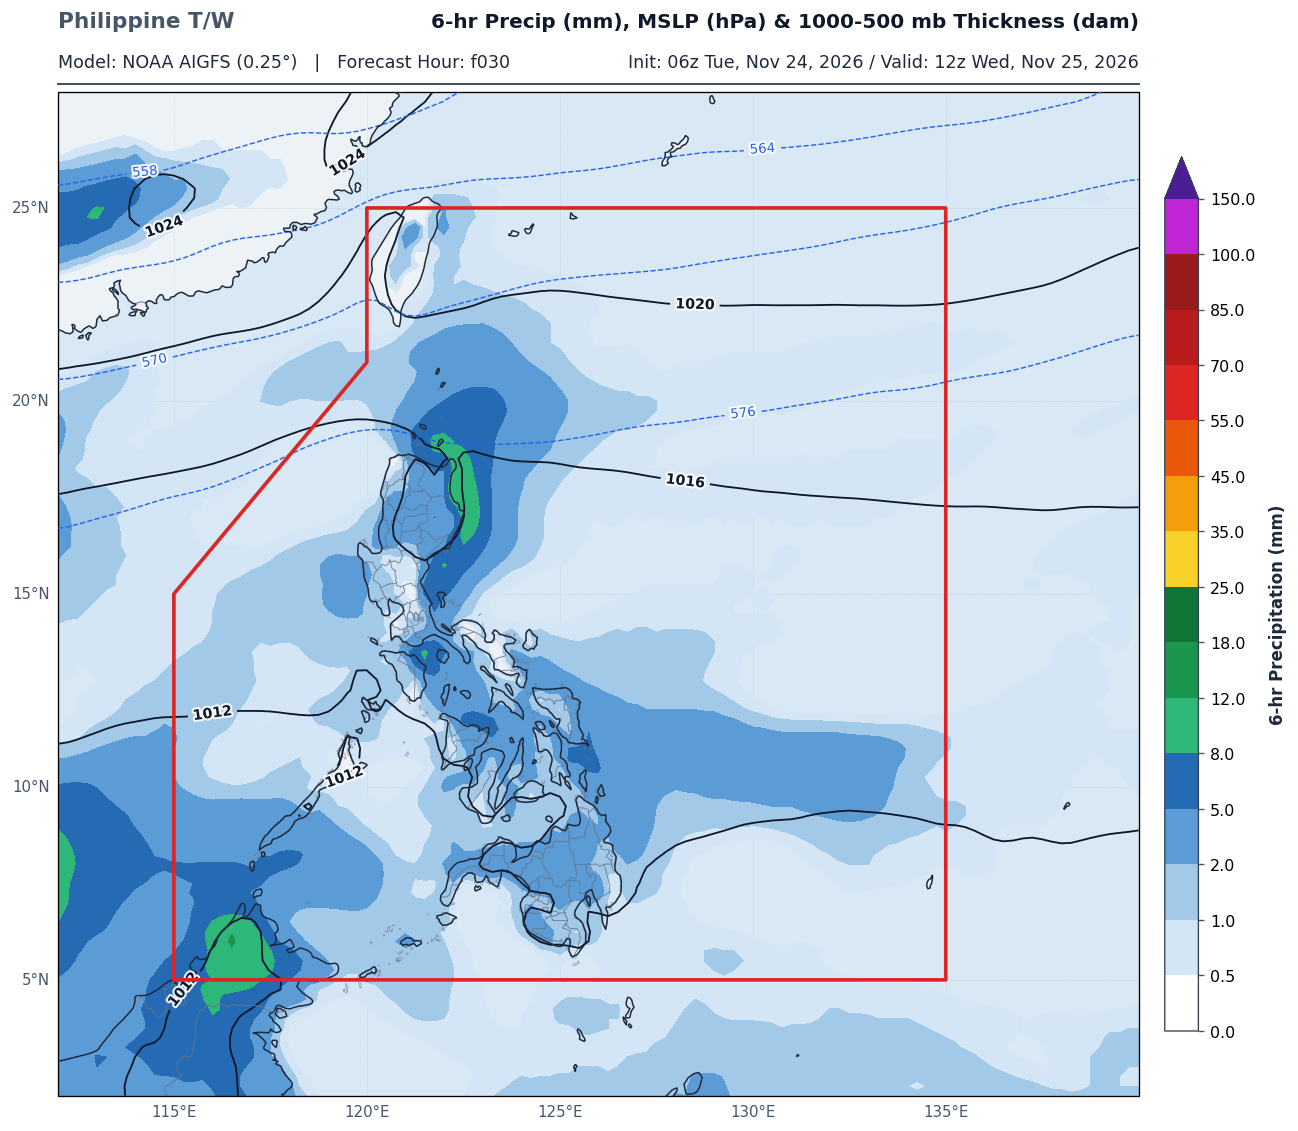 Philippine T/W
6-hr Precip (mm), MSLP (hPa) & 1000-500 mb Thickness (dam)
Model: NOAA AIGFS (0.25°) | Forecast Hour: f030
Init: 06z Tue, Nov 24, 2026 / Valid: 12z Wed, Nov 25, 2026
1024
564
558
1024
1020
570
576
1016
1012
1012
1012
25°N
20°N
15°N
10°N
5°N
115°E
120°E
125°E
130°E
135°E
150.0
100.0
85.0
70.0
55.0
45.0
35.0
25.0
18.0
12.0
8.0
5.0
2.0
1.0
0.5
0.0
6-hr Precipitation (mm)